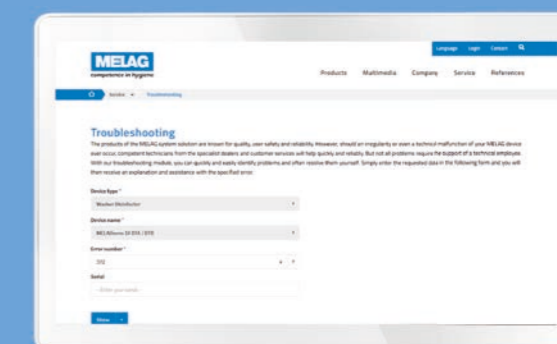 Language Login Contact
MELAG
competence in hygiene
Products Multimedia Company Service References
Service Troubleshooting
Troubleshooting
The products of the MELAG system solution are known for quality, user safety and reliability. However, should an irregularity or even a technical malfunction of your MELAG device
ever occur, competent technicians from the specialist dealers and customer services will help quickly and reliably. But not all problems require the support of a technical employee.
With our troubleshooting module, you can quickly and easily identify problems and often resolve them yourself. Simply enter the requested data in the following form and you will
then receive an explanation and assistance with the specified error.
Device type *
Washer Disinfector
Device name *
MELAtherm 10 DTA / DTB
Error number *
Serial
Show